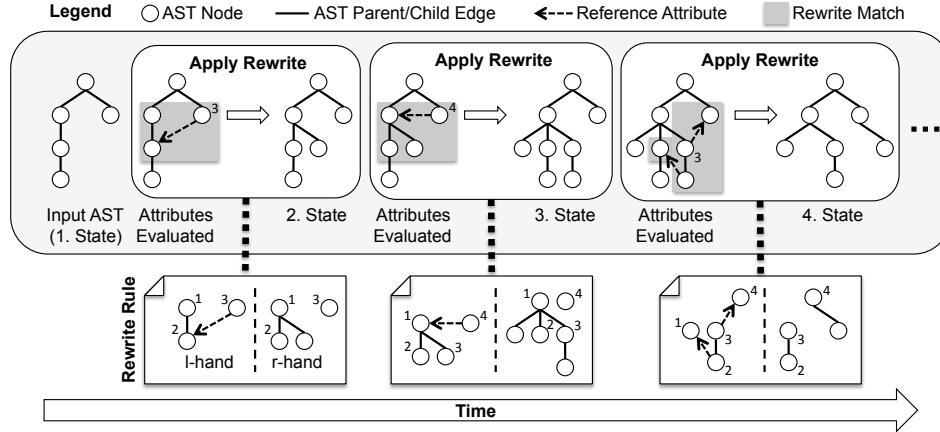 Legend AST Node AST Parent/Child Edge Reference Attribute Rewrite Match
Apply Rewrite Apply Rewrite Apply Rewrite
3 4
3
Input AST Attributes 2. State Attributes 3. State Attributes 4. State
(1. State) Evaluated Evaluated Evaluated
Rewrite Rule
1 3 1 3
2
l-hand r-hand
1 4
2 3
1 4
2 3
4
1 3
2
4
3
2
Time